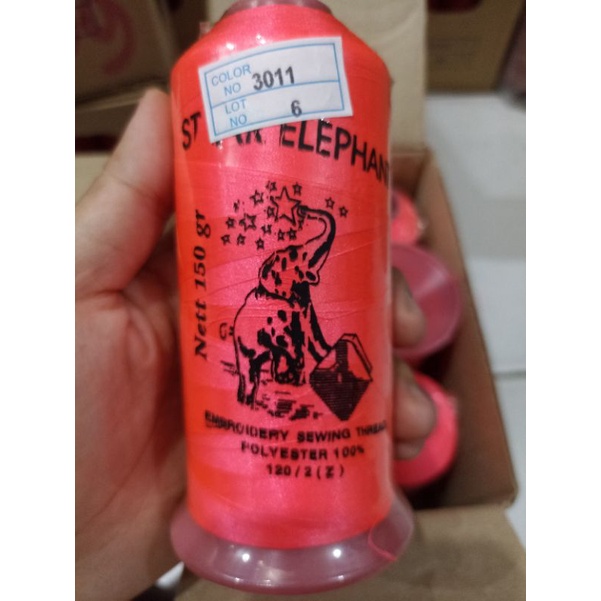 COLOR NO 3011
LOT NO 6
ELEPHANT
Nett 150 gr
EMBROIDERY SEWING THREAD
POLYESTER 100%
120/2(Z)